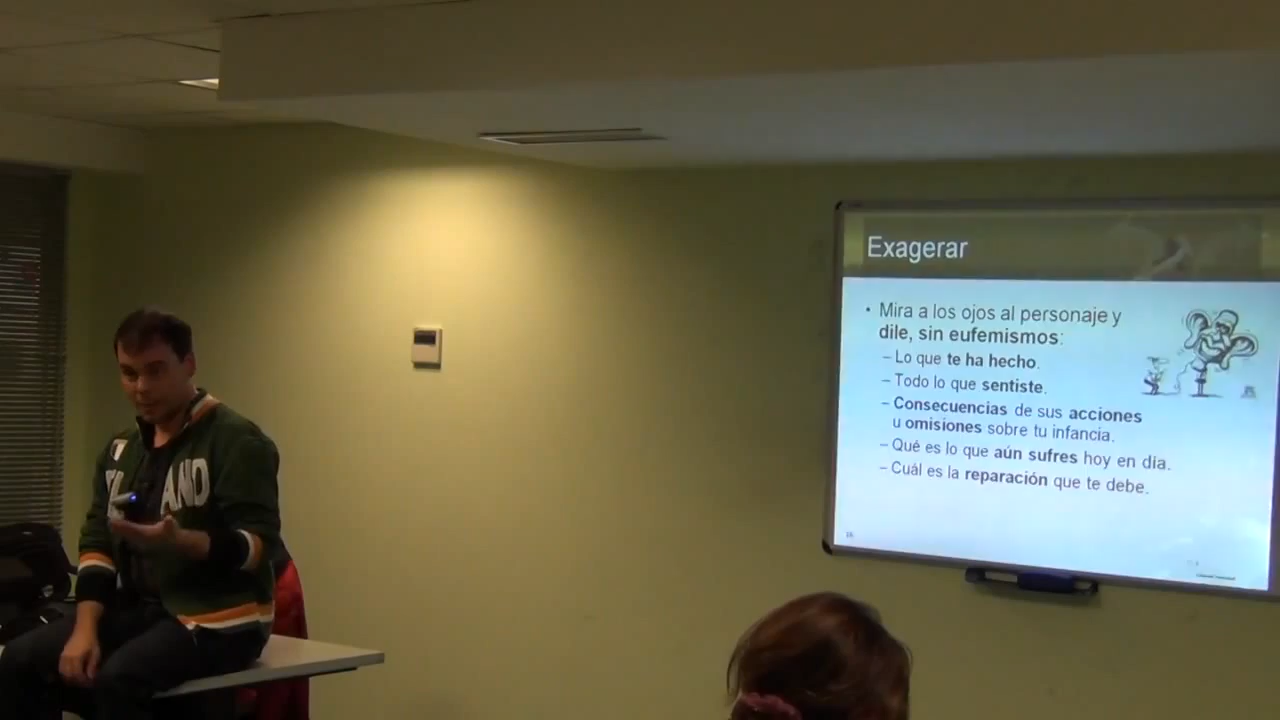 Exagerar
• Mira a los ojos al personaje y
dile, sin eufemismos:
– Lo que te ha hecho.
– Todo lo que sentiste.
– Consecuencias de sus acciones
u omisiones sobre tu infancia.
– Qué es lo que aún sufres hoy en día.
– Cuál es la reparación que te debe.